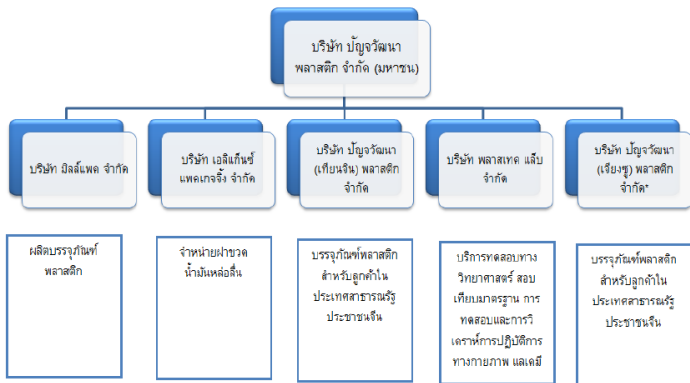 บริษัท ปัญจวัฒนา
พลาสติก จำกัด (มหาชน)
บริษัท มิลล์แพค จำกัด
บริษัท เอลิแก็นซ์
แพคเกจจิ้ง จำกัด
บริษัท ปัญจวัฒนา
(เทียนจิน) พลาสติก
จำกัด
บริษัท พลาสเทค แล็บ
จำกัด
บริษัท ปัญจวัฒนา
(เจียงซู) พลาสติก
จำกัด*
ผลิตบรรจุภัณฑ์
พลาสติก
จำหน่ายฝาขวด
น้ำมันหล่อลื่น
บรรจุภัณฑ์พลาสติก
สำหรับลูกค้าใน
ประเทศสาธารณรัฐ
ประชาชนจีน
บริการทดสอบทาง
วิทยาศาสตร์ สอบ
เทียบมาตรฐาน การ
ทดสอบและการวิ
เคราห์การปฏิบัติการ
ทางกายภาพ และเคมี
บรรจุภัณฑ์พลาสติก
สำหรับลูกค้าใน
ประเทศสาธารณรัฐ
ประชาชนจีน